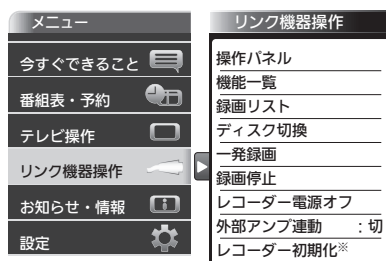 メニュー
今すぐできること
番組表・予約
テレビ操作
リンク機器操作
お知らせ・情報
設定
リンク機器操作
操作パネル
機能一覧
録画リスト
ディスク切換
一発録画
録画停止
レコーダー電源オフ
外部アンプ連動 :切
レコーダー初期化※